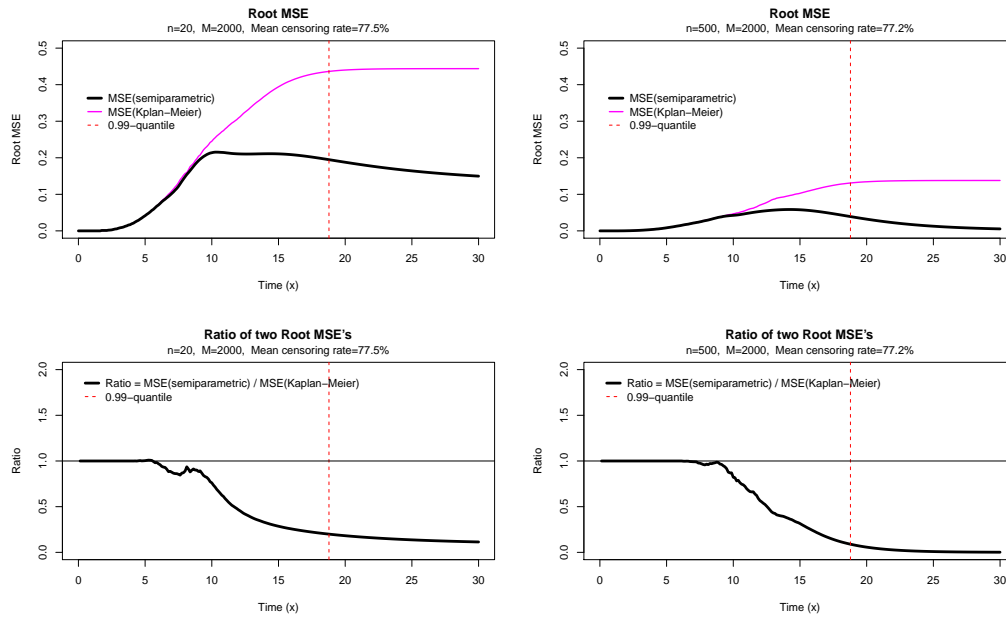 Root MSE
n=20, M=2000, Mean censoring rate=77.5%
Root MSE
0.0 0.1 0.2 0.3 0.4 0.5
MSE(semiparametric)
MSE(Kplan−Meier)
0.99−quantile
0 5 10 15 20 25 30
Time (x)
Root MSE
n=500, M=2000, Mean censoring rate=77.2%
Root MSE
0.0 0.1 0.2 0.3 0.4 0.5
MSE(semiparametric)
MSE(Kplan−Meier)
0.99−quantile
0 5 10 15 20 25 30
Time (x)
Ratio of two Root MSE's
n=20, M=2000, Mean censoring rate=77.5%
Ratio
0.0 0.5 1.0 1.5 2.0
Ratio = MSE(semiparametric) / MSE(Kaplan−Meier)
0.99−quantile
0 5 10 15 20 25 30
Time (x)
Ratio of two Root MSE's
n=500, M=2000, Mean censoring rate=77.2%
Ratio
0.0 0.5 1.0 1.5 2.0
Ratio = MSE(semiparametric) / MSE(Kaplan−Meier)
0.99−quantile
0 5 10 15 20 25 30
Time (x)